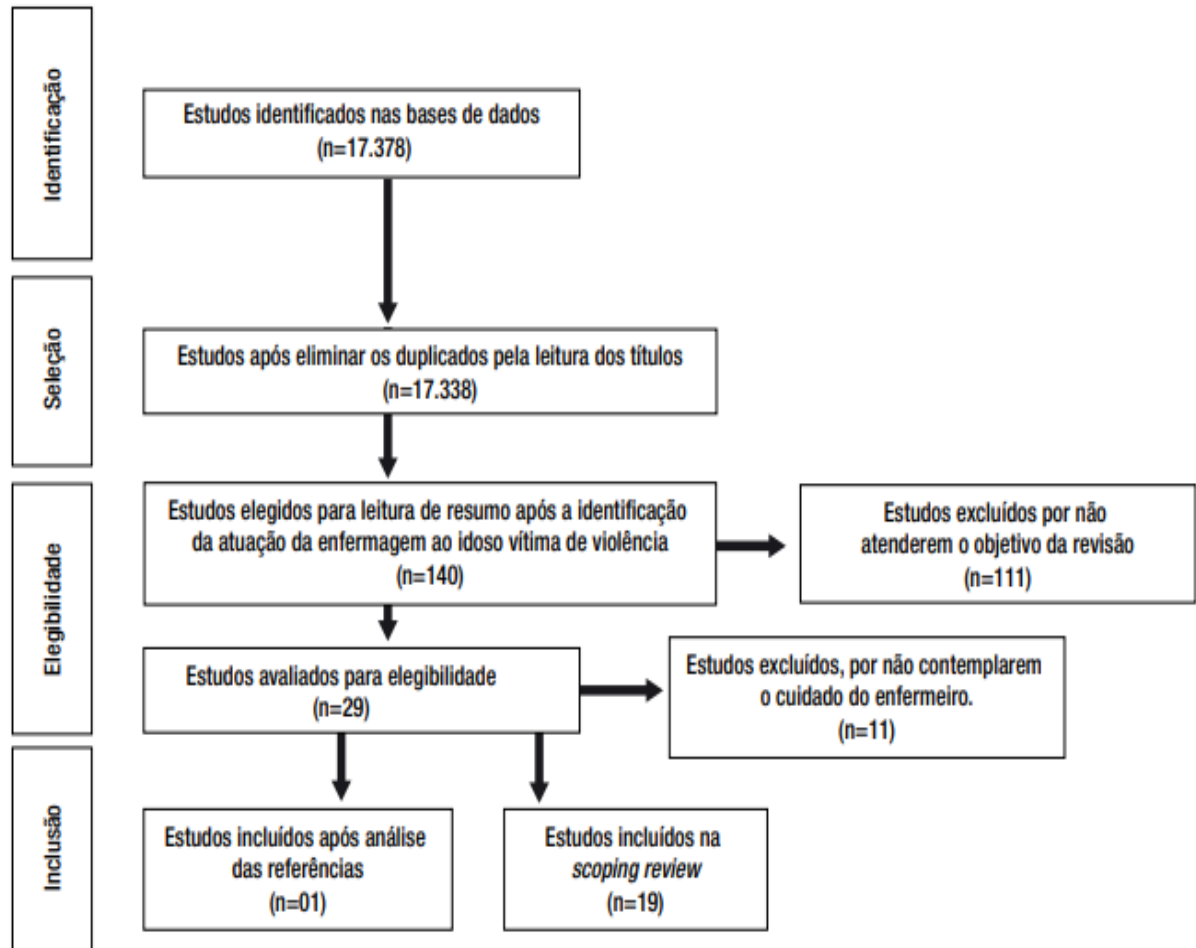 Identificação
Estudos identificados nas bases de dados
(n=17.378)
Seleção
Estudos após eliminar os duplicados pela leitura dos títulos
(n=17.338)
Elegibilidade
Estudos elegidos para leitura de resumo após a identificação
da atuação da enfermagem ao idoso vítima de violência
(n=140)
Estudos excluídos por não
atenderem o objetivo da revisão
(n=111)
Estudos avaliados para elegibilidade
(n=29)
Estudos excluídos, por não contemplarem
o cuidado do enfermeiro.
(n=11)
Inclusão
Estudos incluídos após análise
das referências
(n=01)
Estudos incluídos na
scoping review
(n=19)